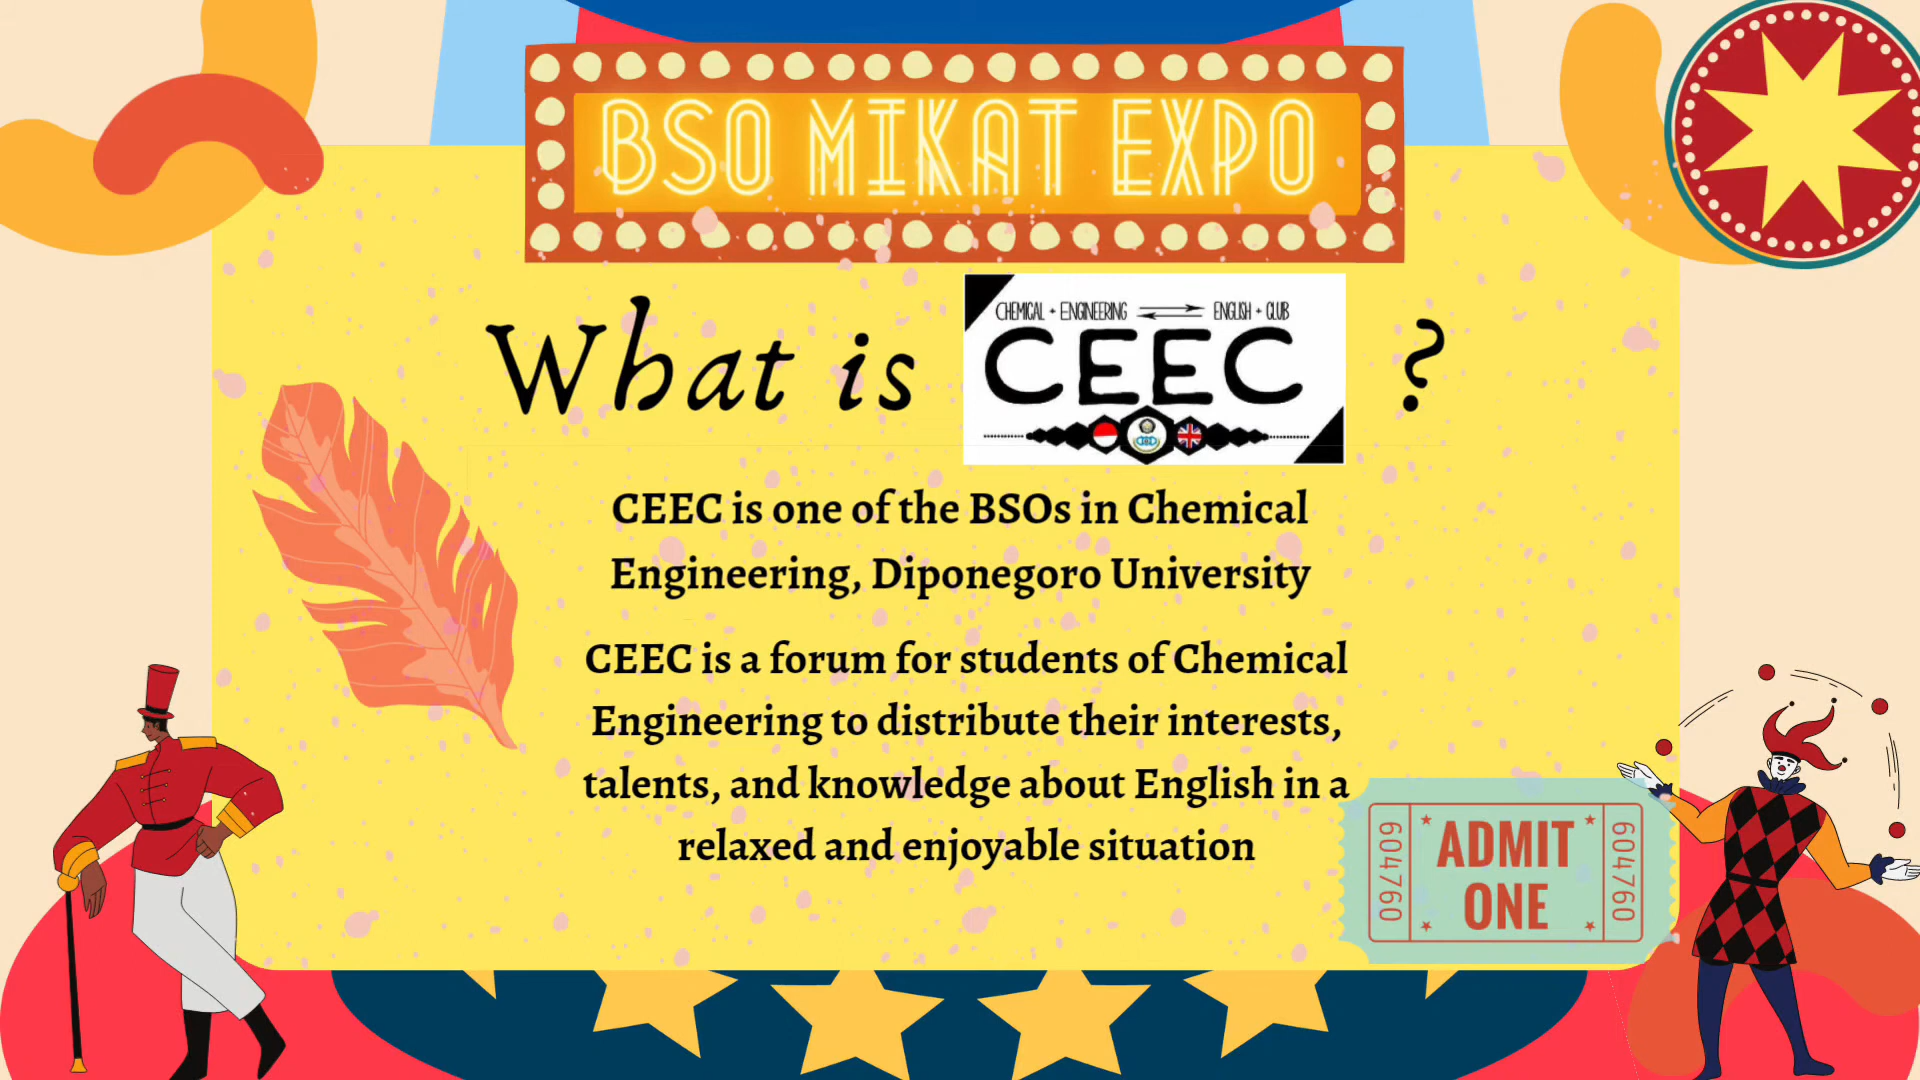 BSO MIKAT EXPO
What is
CHEMICAL + ENGINEERING ENGLISH + CLUB
CEEC
?
CEEC is one of the BSOs in Chemical
Engineering, Diponegoro University
CEEC is a forum for students of Chemical
Engineering to distribute their interests,
talents, and knowledge about English in a
relaxed and enjoyable situation
604760
ADMIT
ONE
604760